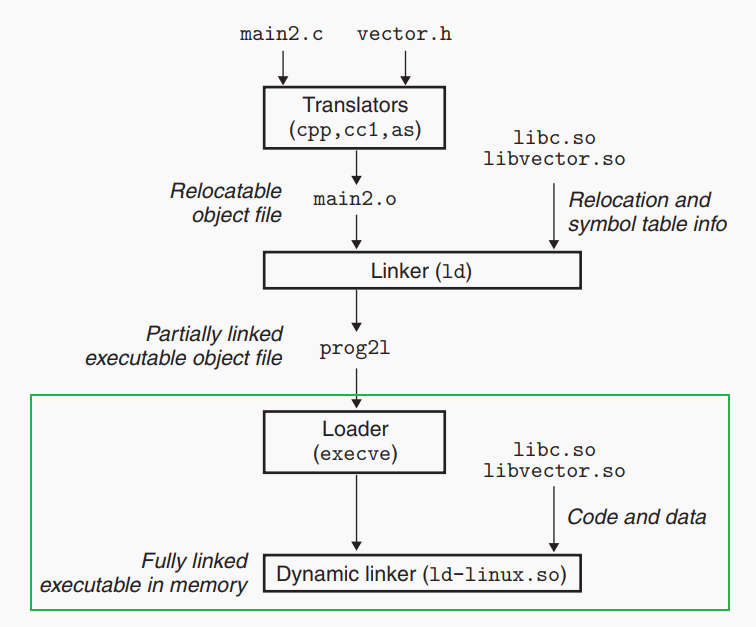 main2.c vector.h
Translators
(cpp,cc1,as)
libc.so
libvector.so
Relocatable
object file
main2.o
Relocation and
symbol table info
Linker (ld)
Partially linked
executable object file
prog2l
Loader
(execve)
libc.so
libvector.so
Code and data
Fully linked
executable in memory
Dynamic linker (ld-linux.so)